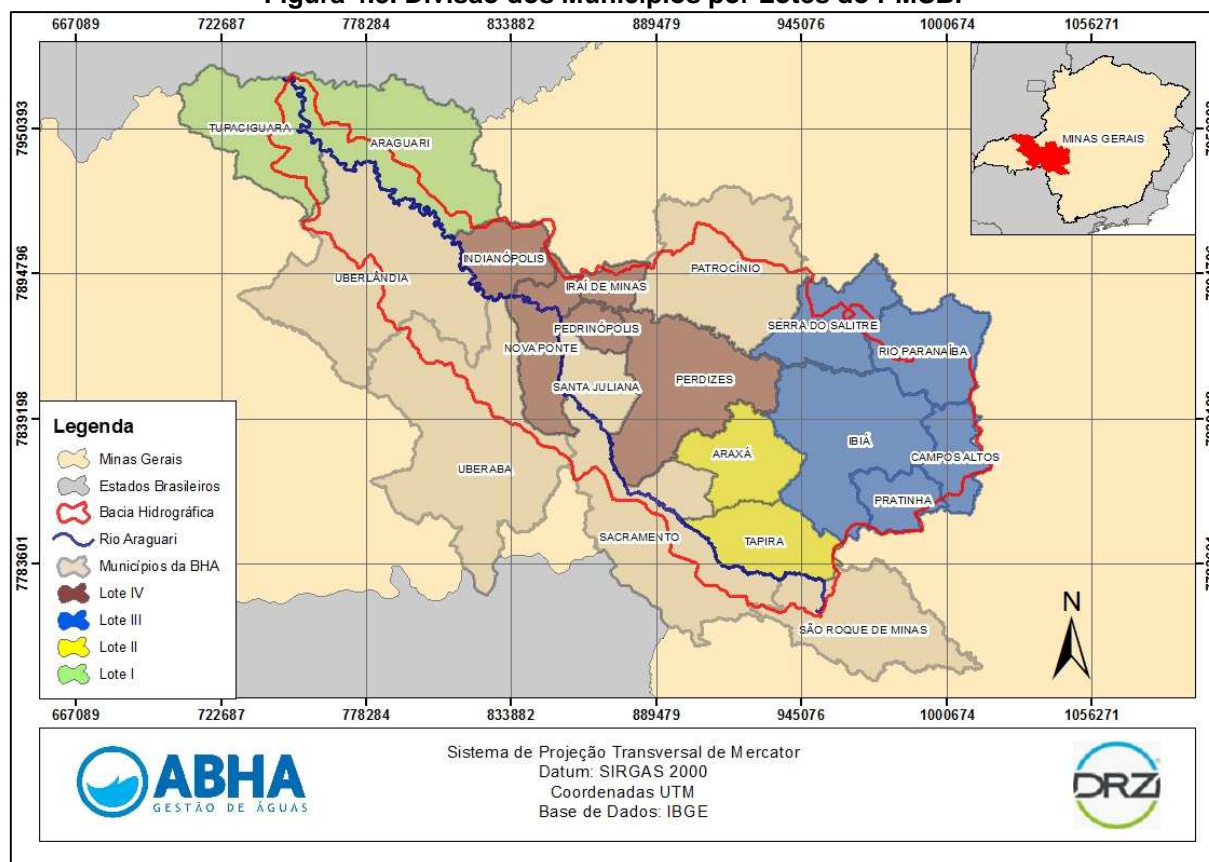 Figura 4.3: Divisão dos Municípios por Lotes do PMSB.
667089 722687 778284 833882 889479 945076 1000674 1056271
7950393
7894796
7839198
7783601
TUPACIGUARA
ARAGUARI
MINAS GERAIS
INDIANÓPOLIS
PATROCÍNIO
UBERLÂNDIA
IRAÍ DE MINAS
SERRA DO SALITRE
PEDRINÓPOLIS
RIO PARANAÍBA
NOVA PONTE
SANTA JULIANA
PERDIZES
ARAXÁ
IBIÁ
CAMPOS ALTOS
UBERABA
PRATINHA
SACRAMENTO
TAPIRA
SÃO ROQUE DE MINAS
N
Legenda
Minas Gerais
Estados Brasileiros
Bacia Hidrográfica
Rio Araguari
Municípios da BHA
Lote IV
Lote III
Lote II
Lote I
667089 722687 778284 833882 889479 945076 1000674 1056271
ABHA
GESTÃO DE ÁGUAS
Sistema de Projeção Transversal de Mercator
Datum: SIRGAS 2000
Coordenadas UTM
Base de Dados: IBGE
DRZ